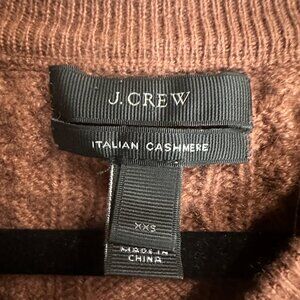 J.CREW
ITALIAN CASHMERE
XXS
MADE IN
CHINA